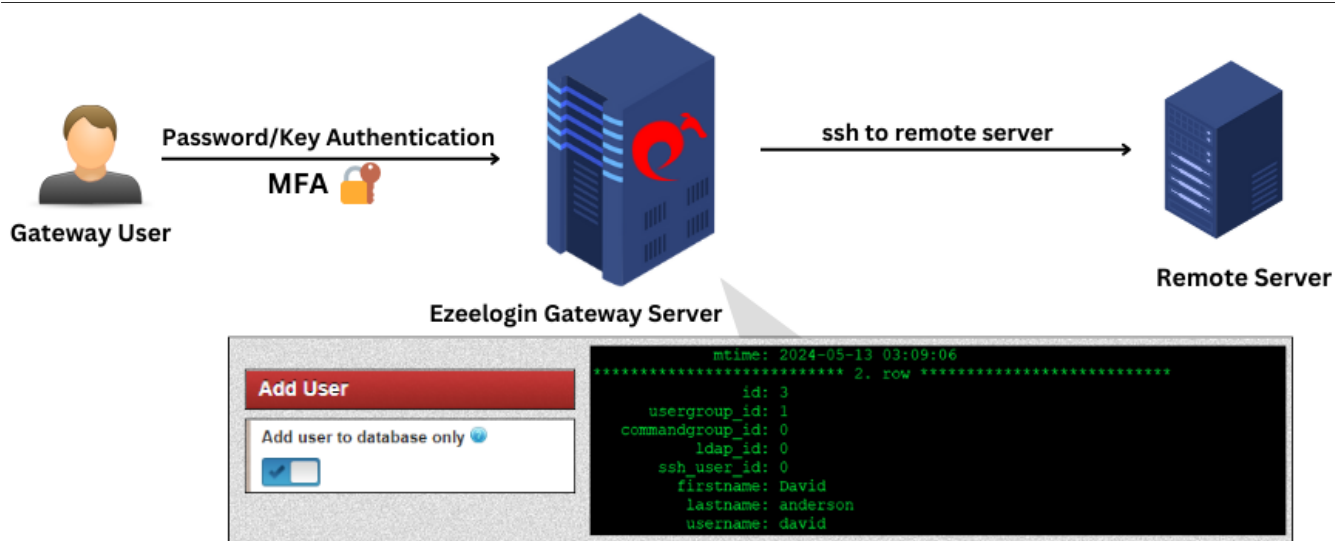 Password/Key Authentication
MFA
ssh to remote server
Gateway User
Remote Server
Ezeelogin Gateway Server
Add User
Add user to database only
mtime: 2024-05-13 03:09:06
*************************** 2. row ***************************
id: 3
usergroup_id: 1
commandgroup_id: 0
ldap_id: 0
ssh_user_id: 0
firstname: David
lastname: anderson
username: david